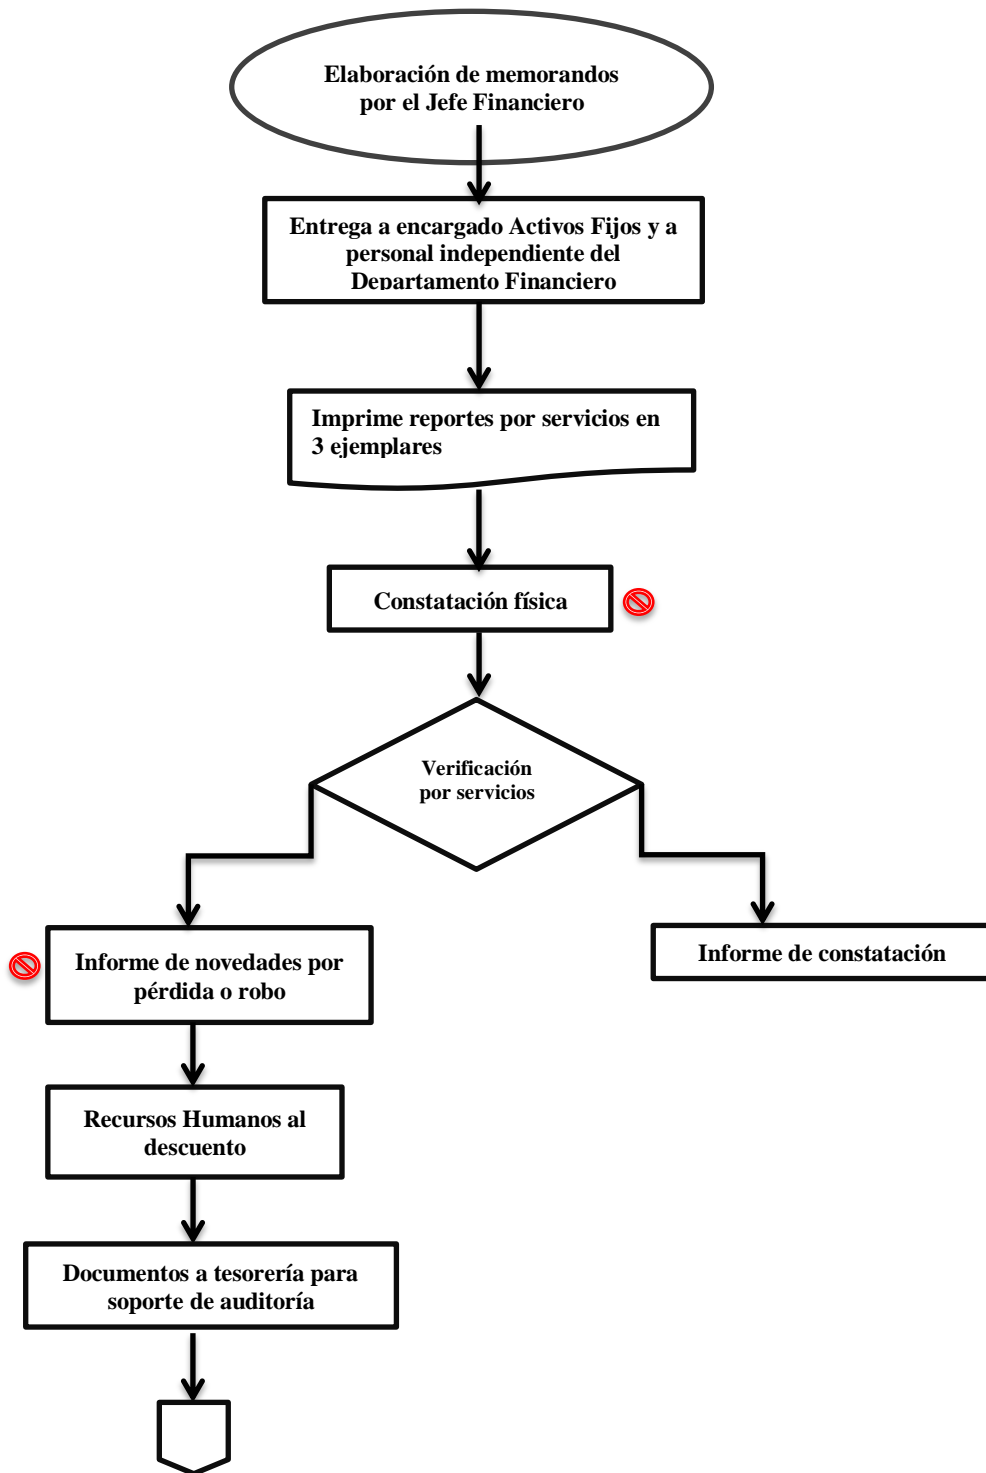 Elaboración de memorandos
por el Jefe Financiero
Entrega a encargado Activos Fijos y a
personal independiente del
Departamento Financiero
Imprime reportes por servicios en
3 ejemplares
Constatación física
Verificación
por servicios
Informe de novedades por
pérdida o robo
Informe de constatación
Recursos Humanos al
descuento
Documentos a tesorería para
soporte de auditoría